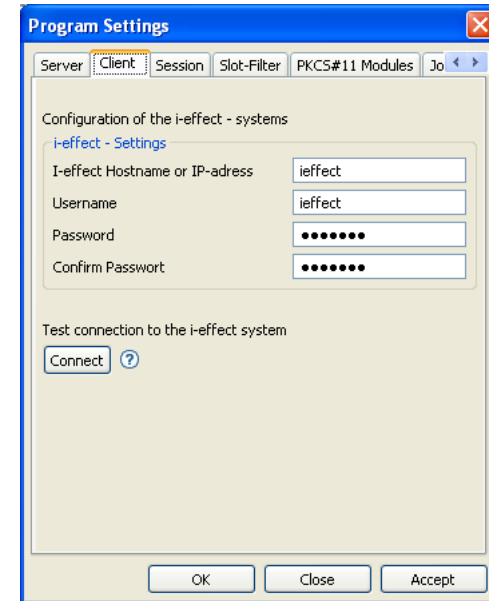 Program Settings
Server Client Session Slot-Filter PKCS#11 Modules Jo
Configuration of the i-effect - systems
i-effect - Settings
I-effect Hostname or IP-adress ieffect
Username ieffect
Password ●●●●●●●
Confirm Passwort ●●●●●●●
Test connection to the i-effect system
Connect ?
OK Close Accept